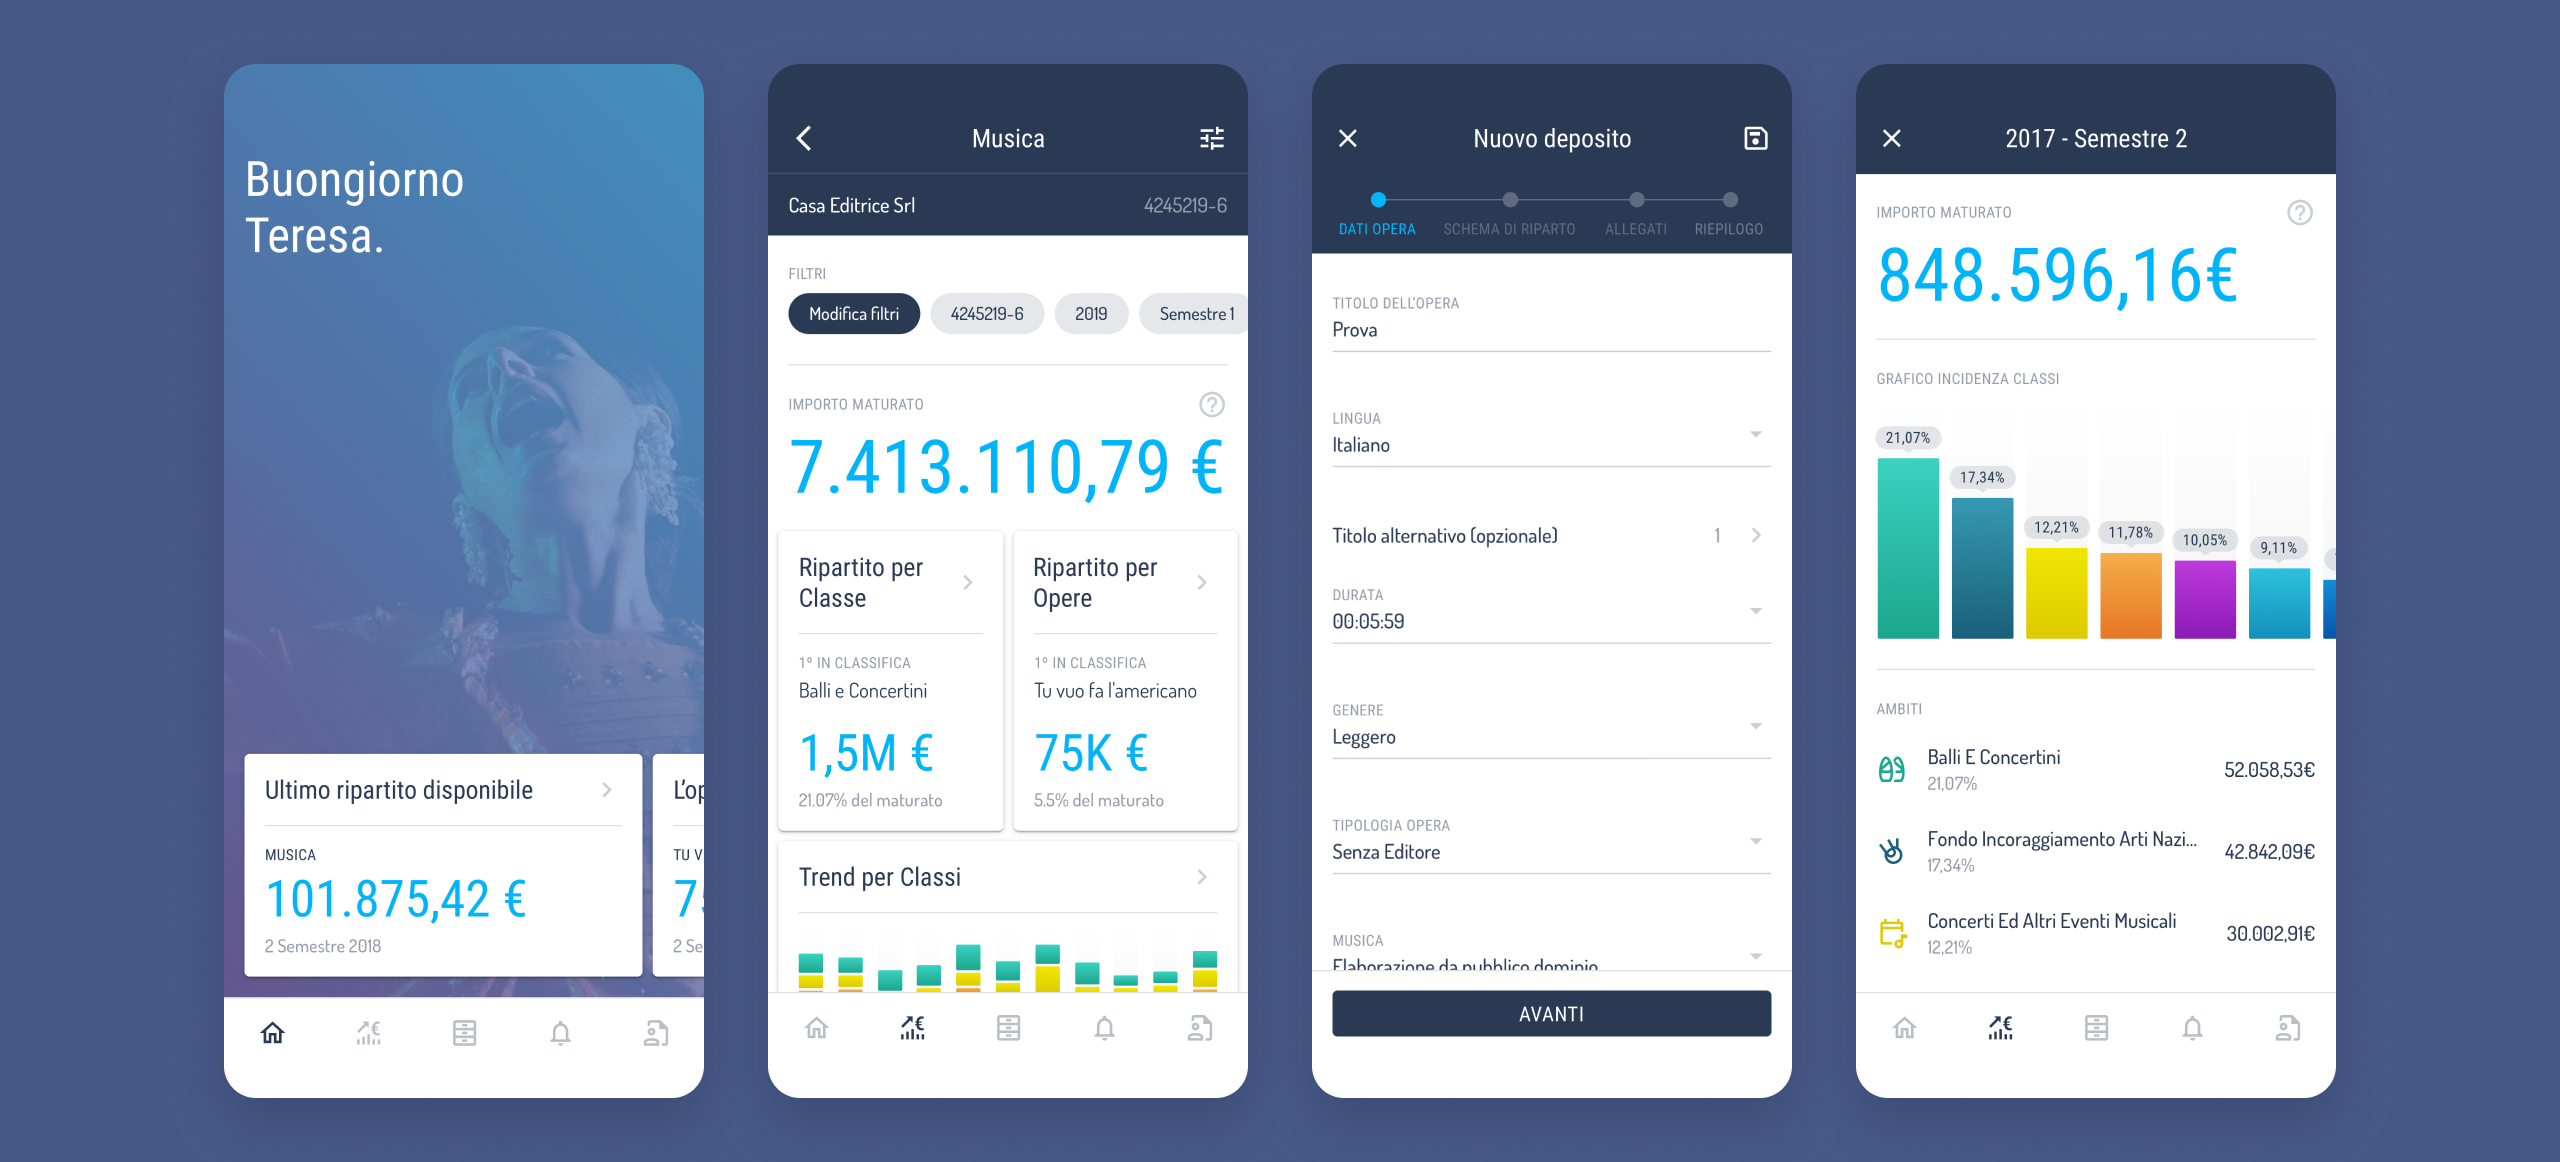 Buongiorno
Teresa.
Ultimo ripartito disponibile
MUSICA
101.875,42 €
2 Semestre 2018
L'op
TU V
75
2 Se
Musica
Casa Editrice Srl
4245219-6
FILTRI
Modifica filtri
4245219-6
2019
Semestre 1
IMPORTO MATURATO
7.413.110,79 €
Ripartito per
Classe
1º IN CLASSIFICA
Balli e Concertini
1,5M €
21.07% del maturato
Ripartito per
Opere
1º IN CLASSIFICA
Tu vuo fa l'americano
75K €
5.5% del maturato
Trend per Classi
Nuovo deposito
DATI OPERA
SCHEMA DI RIPARTO
ALLEGATI
RIEPILOGO
TITOLO DELL'OPERA
Prova
LINGUA
Italiano
Titolo alternativo (opzionale)
1
DURATA
00:05:59
GENERE
Leggero
TIPOLOGIA OPERA
Senza Editore
MUSICA
Elaborazione da pubblico dominio
AVANTI
2017 - Semestre 2
IMPORTO MATURATO
848.596,16€
GRAFICO INCIDENZA CLASSI
21,07%
17,34%
12,21%
11,78%
10,05%
9,11%
AMBITI
Balli E Concertini
21,07%
52.058,53€
Fondo Incoraggiamento Arti Nazi...
17,34%
42.842,09€
Concerti Ed Altri Eventi Musicali
12,21%
30.002,91€